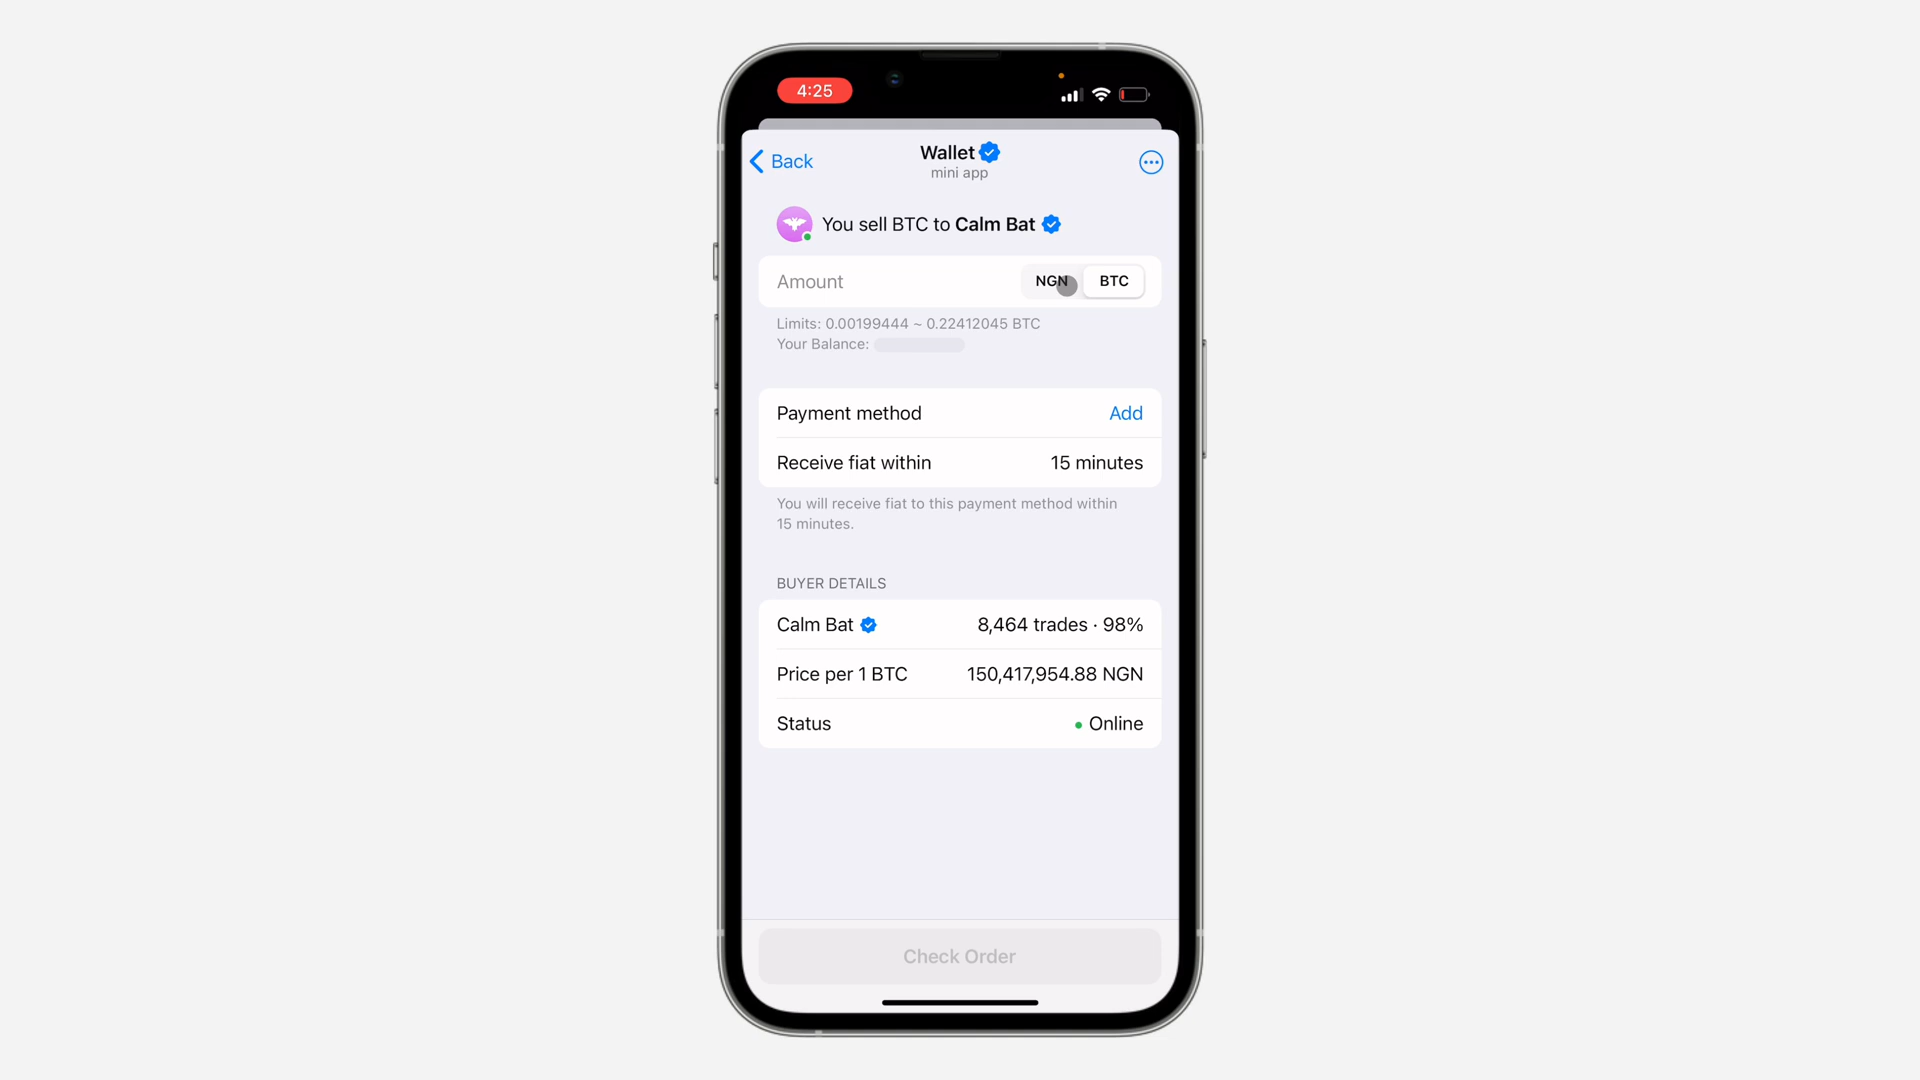 4:25
Back
Wallet
mini app
You sell BTC to Calm Bat
Amount
NGN
BTC
Limits: 0.00199444 ~ 0.22412045 BTC
Your Balance:
Payment method
Add
Receive fiat within
15 minutes
You will receive fiat to this payment method within
15 minutes.
BUYER DETAILS
Calm Bat
8,464 trades · 98%
Price per 1 BTC
150,417,954.88 NGN
Status
Online
Check Order